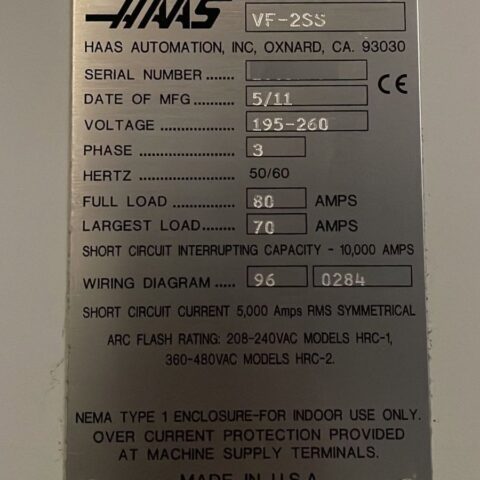 HAAS VF-2SS
HAAS AUTOMATION, INC, OXNARD, CA. 93030
SERIAL NUMBER ...
DATE OF MFG ........ 5/11
VOLTAGE ............... 195-260
PHASE ................... 3
HERTZ .................... 50/60
FULL LOAD ............ 80 AMPS
LARGEST LOAD...... 70 AMPS
SHORT CIRCUIT INTERRUPTING CAPACITY - 10,000 AMPS
WIRING DIAGRAM ..... 96 0284
SHORT CIRCUIT CURRENT 5,000 Amps RMS SYMMETRICAL
ARC FLASH RATING: 208-240VAC MODELS HRC-1,
360-480VAC MODELS HRC-2.
NEMA TYPE 1 ENCLOSURE-FOR INDOOR USE ONLY.
OVER CURRENT PROTECTION PROVIDED
AT MACHINE SUPPLY TERMINALS.
MADE IN U.S.A.
CE